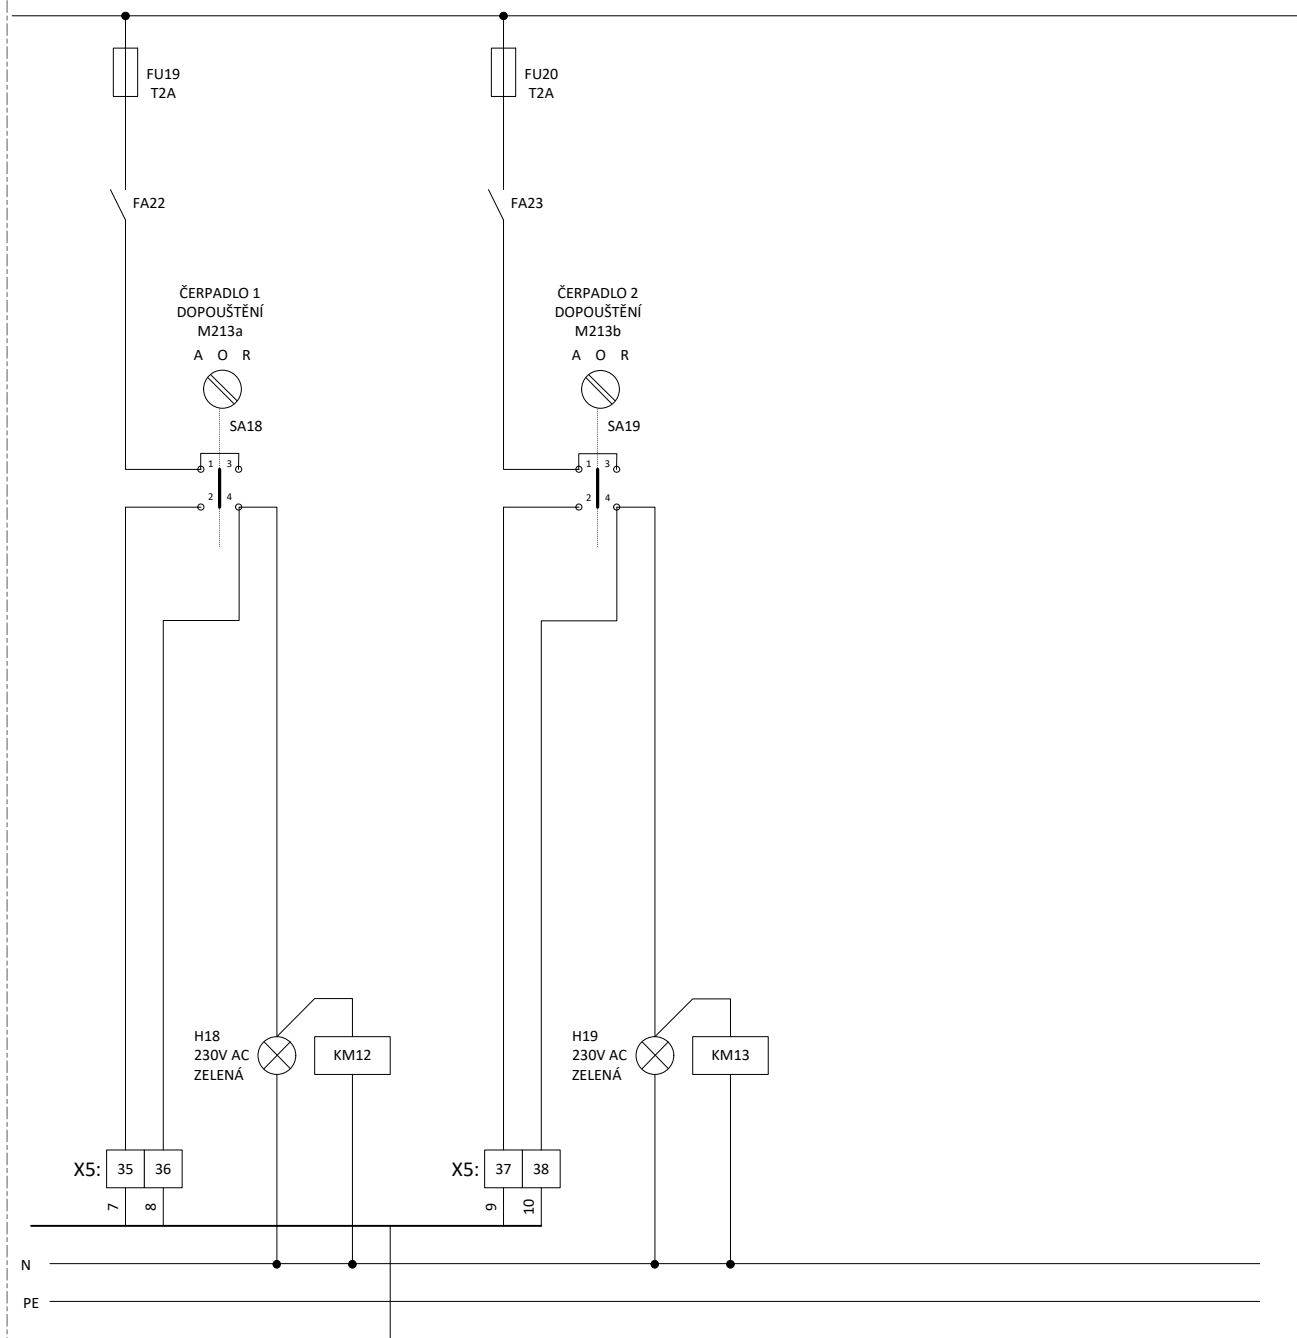 FU19
T2A
FU20
T2A
FA22
FA23
ČERPADLO 1
DOPOUŠTĚNÍ
M213a
A O R
SA18
1 3
2 4
ČERPADLO 2
DOPOUŠTĚNÍ
M213b
A O R
SA19
1 3
2 4
H18
230V AC
ZELENÁ
KM12
H19
230V AC
ZELENÁ
KM13
X5: 35 36
7 8
X5: 37 38
9 10
N
PE